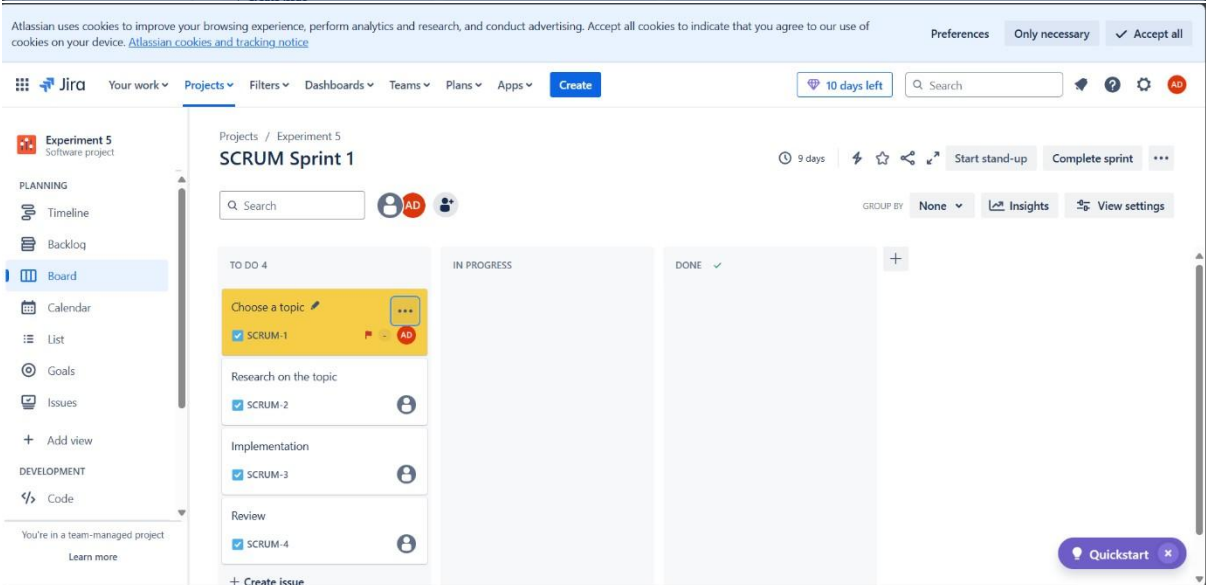 Atlassian uses cookies to improve your browsing experience, perform analytics and research, and conduct advertising. Accept all cookies to indicate that you agree to our use of
cookies on your device. Atlassian cookies and tracking notice
Preferences
Only necessary
Accept all
Jira
Your work
Projects
Filters
Dashboards
Teams
Plans
Apps
Create
10 days left
Search
AD
Experiment 5
Software project
PLANNING
Timeline
Backlog
Board
Calendar
List
Goals
Issues
Add view
DEVELOPMENT
Code
You're in a team-managed project
Learn more
Projects / Experiment 5
SCRUM Sprint 1
9 days
Start stand-up
Complete sprint
Search
AD
GROUP BY
None
Insights
View settings
TO DO 4
Choose a topic
SCRUM-1
AD
Research on the topic
SCRUM-2
Implementation
SCRUM-3
Review
SCRUM-4
+ Create issue
IN PROGRESS
DONE
Quickstart